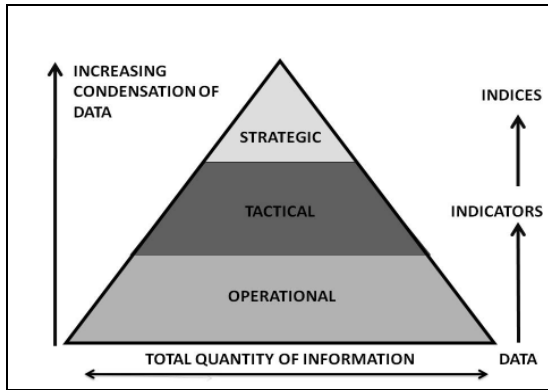 INCREASING
CONDENSATION OF
DATA
INDICES
STRATEGIC
TACTICAL
INDICATORS
OPERATIONAL
TOTAL QUANTITY OF INFORMATION
DATA